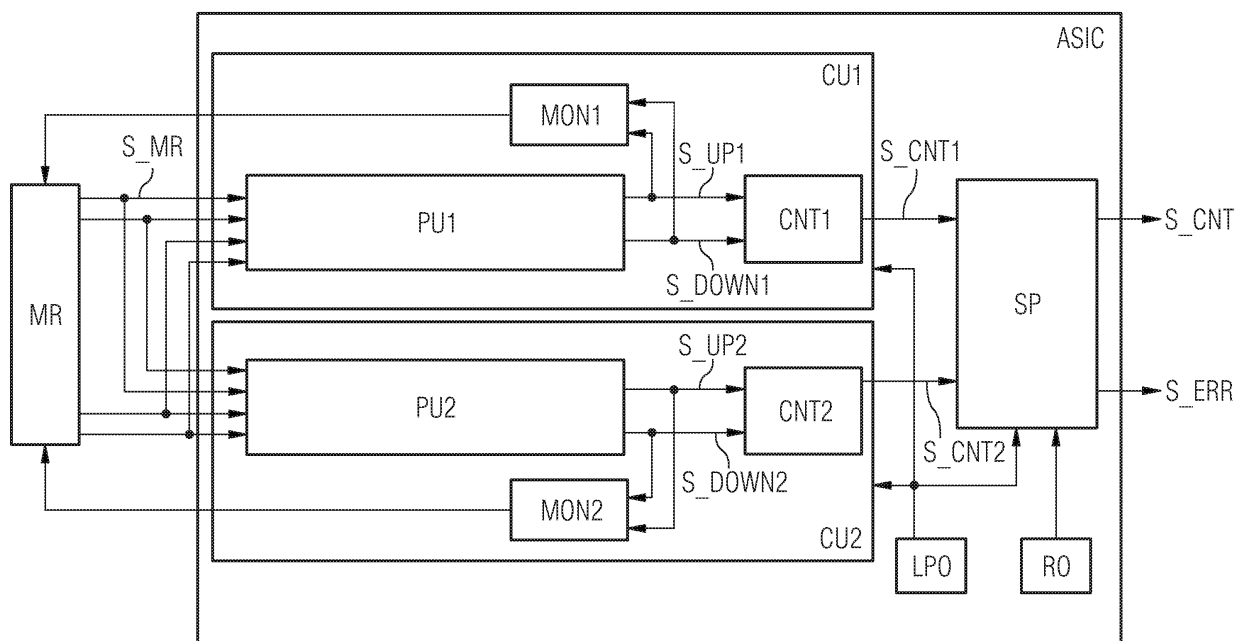 ASIC
CU1
MON1
S_MR
S_UP1
S_CNT1
PU1
CNT1
S_CNT
S_DOWN1
MR
SP
S_UP2
PU2
CNT2
S_ERR
S_CNT2
S_DOWN2
MON2
CU2
LPO
RO